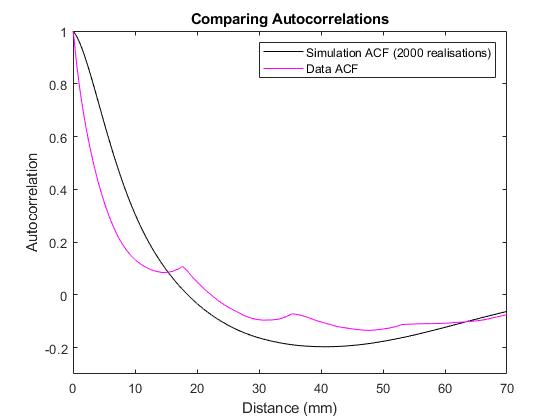 Comparing Autocorrelations
Simulation ACF (2000 realisations)
Data ACF
Autocorrelation
1
0.8
0.6
0.4
0.2
0
-0.2
0 10 20 30 40 50 60 70
Distance (mm)